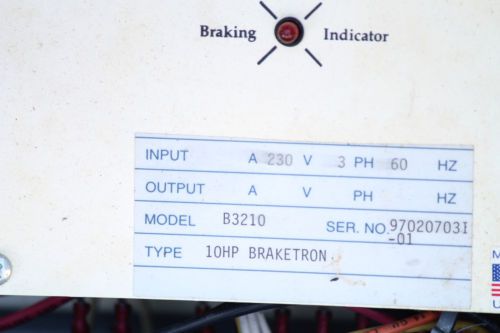 Braking Indicator
INPUT A 230 V 3 PH 60 HZ
OUTPUT A V PH HZ
MODEL B3210 SER. NO. 97020703I
-01
TYPE 10HP BRAKETRON
M
U